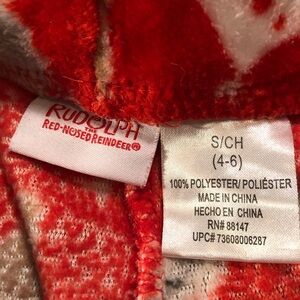 RUDOLPH
THE
RED-NOSED REINDEER®
S/CH
(4-6)
100% POLYESTER/ POLIÉSTER
MADE IN CHINA
HECHO EN CHINA
RN# 88147
UPC# 73608006287